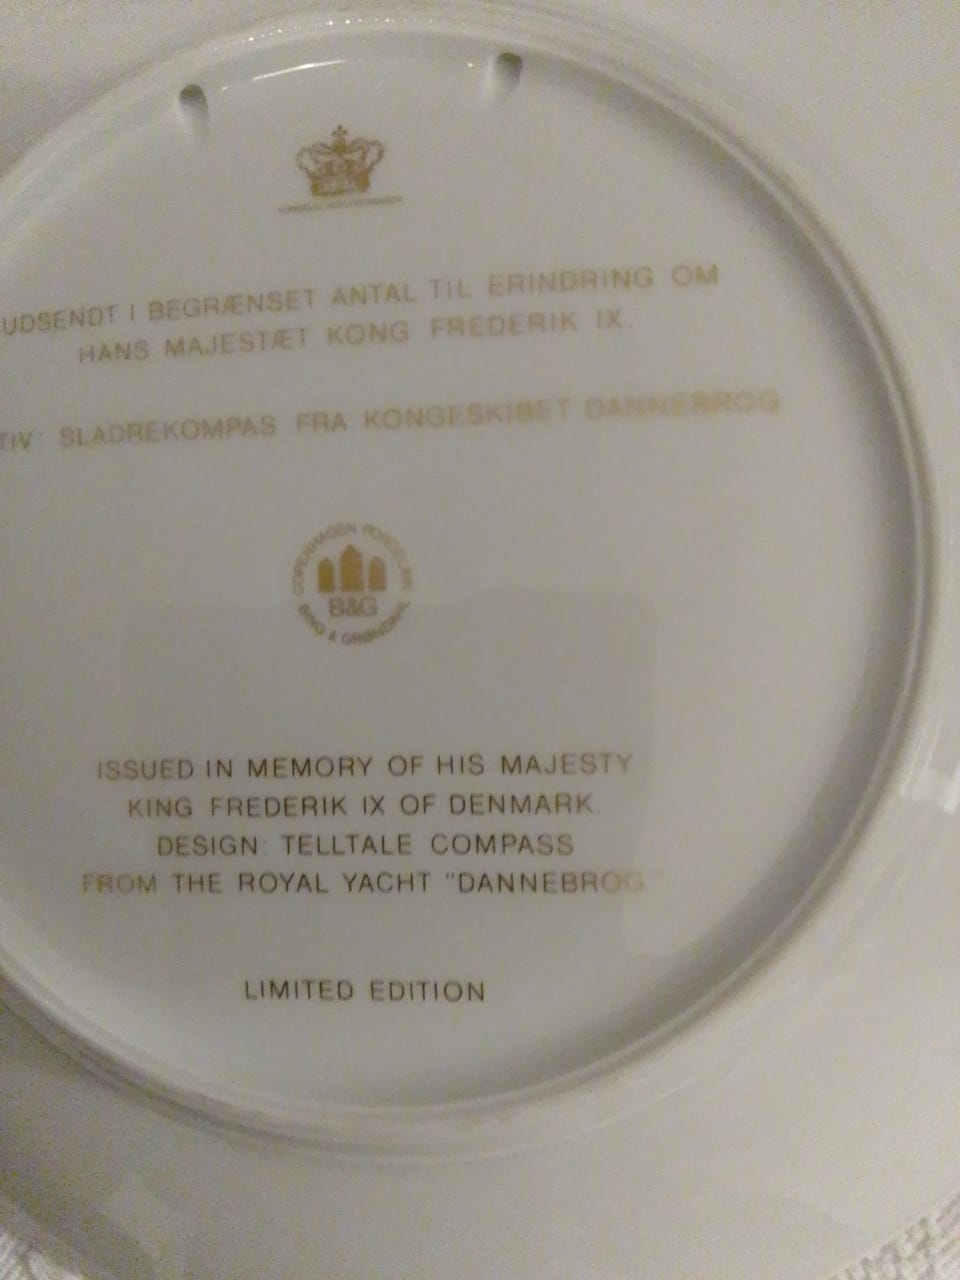 UDSENDT I BEGRÆNSET ANTAL TIL ERINDRING OM
HANS MAJESTÆT KONG FREDERIK IX.
TIV: SLADREKOMPAS FRA KONGESKIBET DANNEBROG
COPENHAGEN PORCELAIN
B&G
BING & GRØNDAHL
ISSUED IN MEMORY OF HIS MAJESTY
KING FREDERIK IX OF DENMARK.
DESIGN: TELLTALE COMPASS
FROM THE ROYAL YACHT "DANNEBROG"
LIMITED EDITION